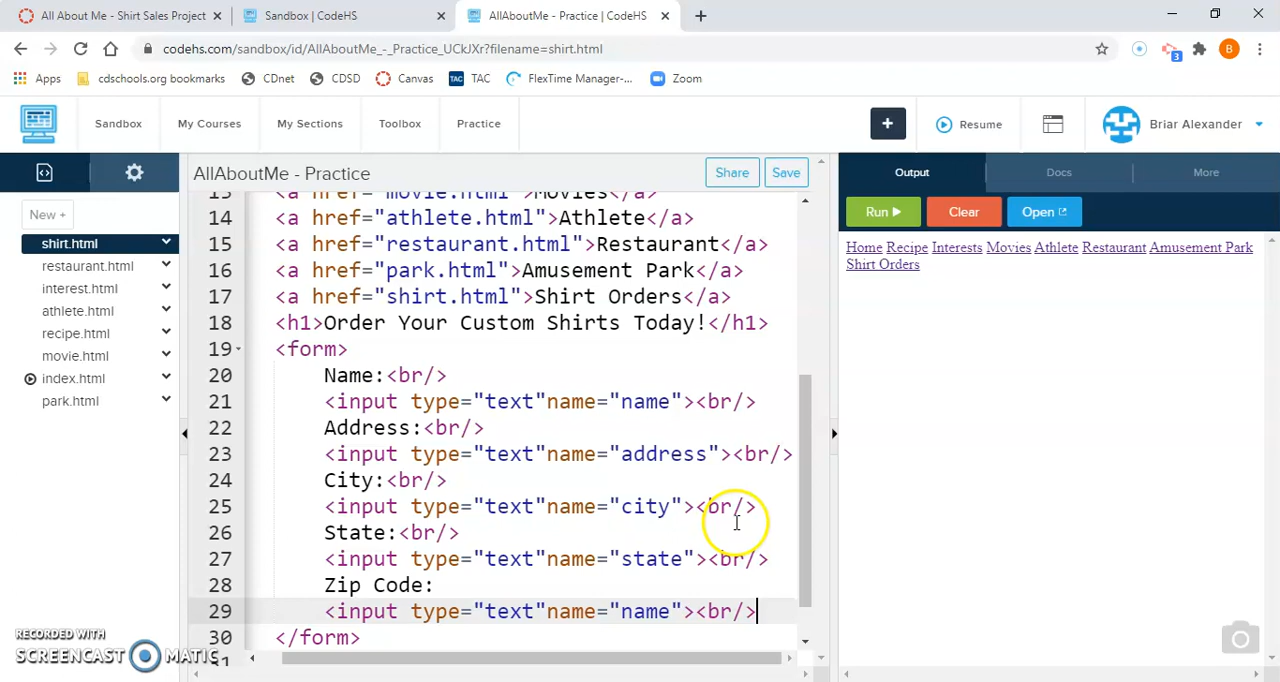 All About Me - Shirt Sales Project
Sandbox | CodeHS
AllAboutMe - Practice | CodeHS
codehs.com/sandbox/id/AllAboutMe_-_Practice_UCkJXr?filename=shirt.html
3
B
Apps
cdschools.org bookmarks
CDnet
CDSD
Canvas
TAC
TAC
FlexTime Manager-...
Zoom
Sandbox
My Courses
My Sections
Toolbox
Practice
+
Resume
Briar Alexander
AllAboutMe - Practice
Share
Save
Output
Docs
More
New +
Run
Clear
Open
shirt.html
restaurant.html
interest.html
athlete.html
recipe.html
movie.html
index.html
park.html
13 <a href="movie.html">Movies</a>
14 <a href="athlete.html">Athlete</a>
15 <a href="restaurant.html">Restaurant</a>
16 <a href="park.html">Amusement Park</a>
17 <a href="shirt.html">Shirt Orders</a>
18 <h1>Order Your Custom Shirts Today!</h1>
19 <form>
20 Name:<br/>
21 <input type="text"name="name"><br/>
22 Address:<br/>
23 <input type="text"name="address"><br/>
24 City:<br/>
25 <input type="text"name="city"><br/>
26 State:<br/>
27 <input type="text"name="state"><br/>
28 Zip Code:
29 <input type="text"name="name"><br/>
30 </form>
31
Home Recipe Interests Movies Athlete Restaurant Amusement Park
Shirt Orders
RECORDED WITH
SCREENCAST MATIC